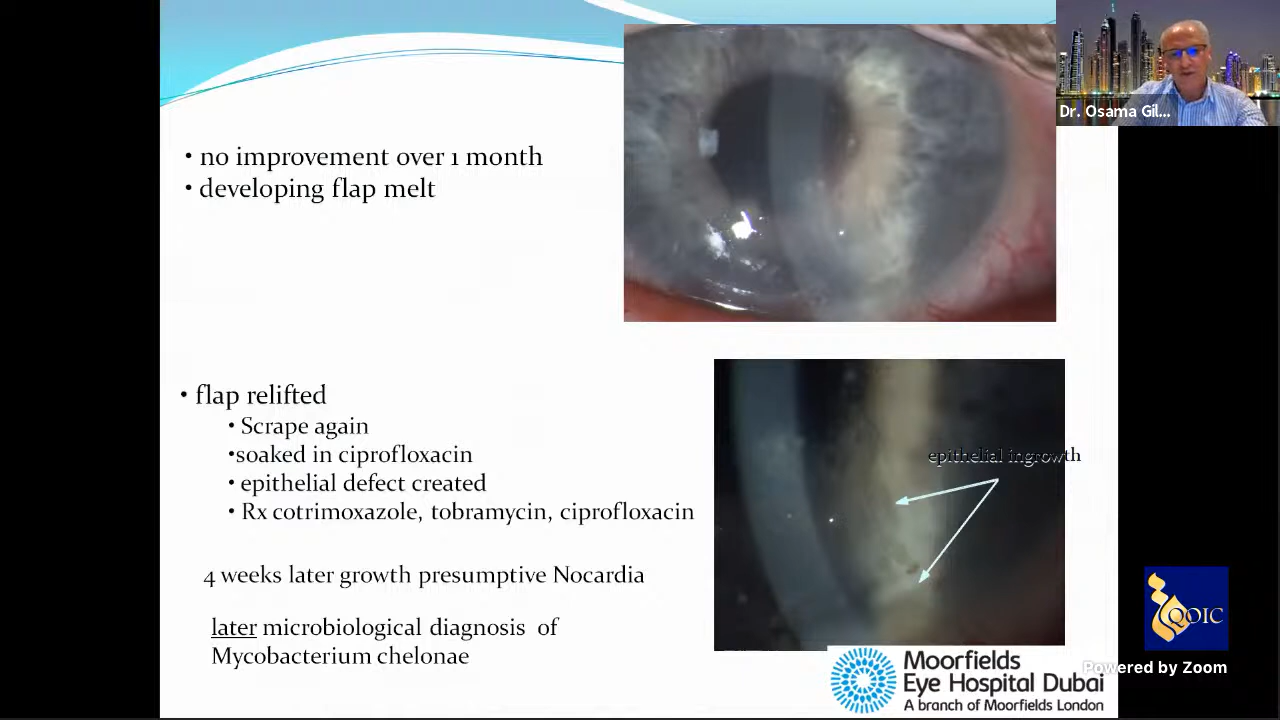 Dr. Osama Gil...
• no improvement over 1 month
• developing flap melt
• flap relifted
• Scrape again
•soaked in ciprofloxacin
• epithelial defect created
• Rx cotrimoxazole, tobramycin, ciprofloxacin
epithelial ingrowth
4 weeks later growth presumptive Nocardia
later microbiological diagnosis of
Mycobacterium chelonae
QOIC
Moorfields
Eye Hospital Dubai
A branch of Moorfields London
Powered by Zoom